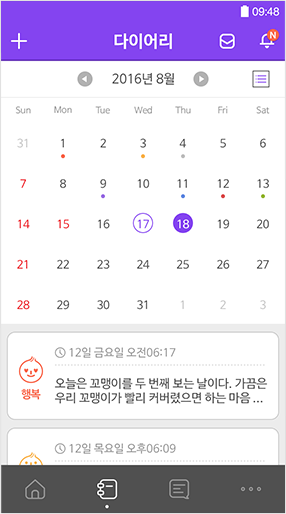 09:48
다이어리
N
2016년 8월
Sun Mon Tue Wed Thu Fri Sat
31 1 2 3 4 5 6
7 8 9 10 11 12 13
14 15 16 17 18 19 20
21 22 23 24 25 26 27
28 29 30 31 1 2 3
12일 금요일 오전06:17
행복
오늘은 꼬맹이를 두 번째 보는 날이다. 가끔은
우리 꼬맹이가 빨리 커버렸으면 하는 마음 ...
12일 목요일 오후06:09